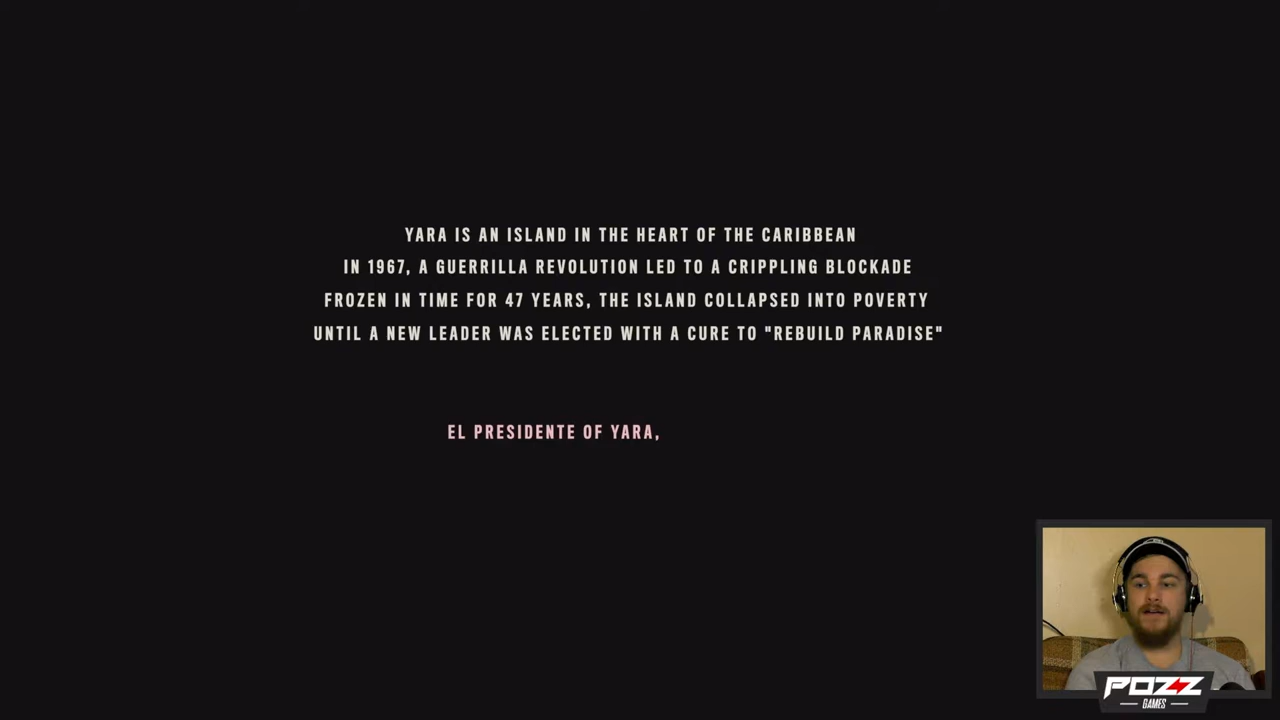 YARA IS AN ISLAND IN THE HEART OF THE CARIBBEAN
IN 1967, A GUERRILLA REVOLUTION LED TO A CRIPPLING BLOCKADE
FROZEN IN TIME FOR 47 YEARS, THE ISLAND COLLAPSED INTO POVERTY
UNTIL A NEW LEADER WAS ELECTED WITH A CURE TO "REBUILD PARADISE"
EL PRESIDENTE OF YARA,
POZZ
GAMES